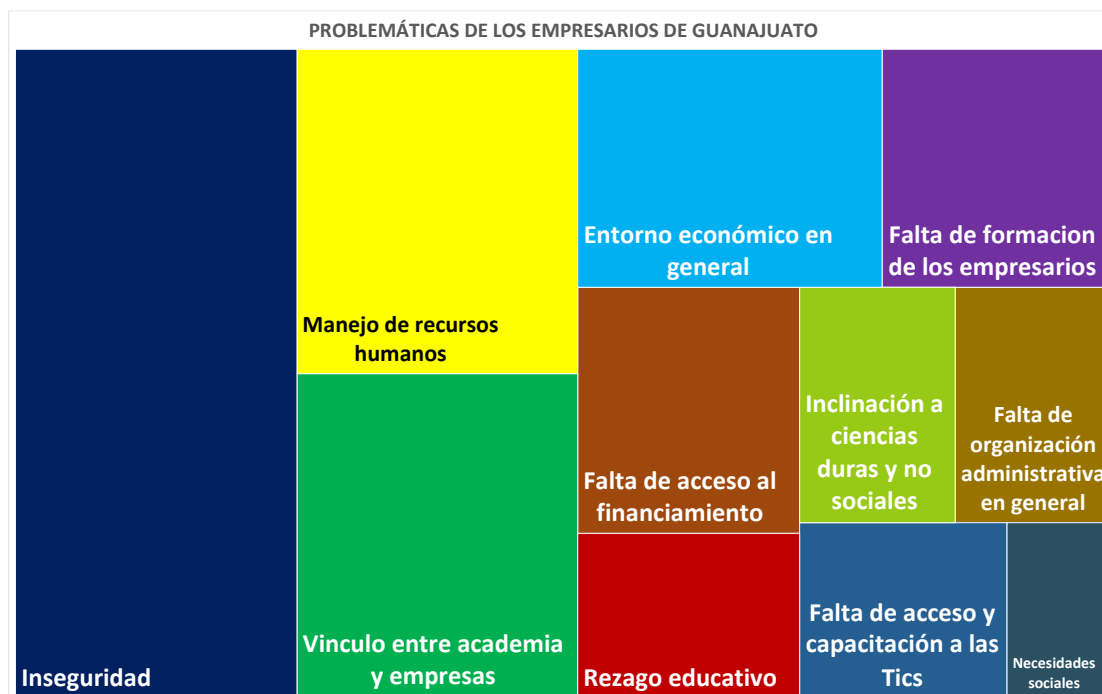 PROBLEMÁTICAS DE LOS EMPRESARIOS DE GUANAJUATO
Inseguridad
Manejo de recursos
humanos
Vinculo entre academia
y empresas
Entorno económico en
general
Falta de formacion
de los empresarios
Falta de acceso al
financiamiento
Inclinación a
ciencias
duras y no
sociales
Falta de
organización
administrativa
en general
Rezago educativo
Falta de acceso y
capacitación a las
Tics
Necesidades
sociales